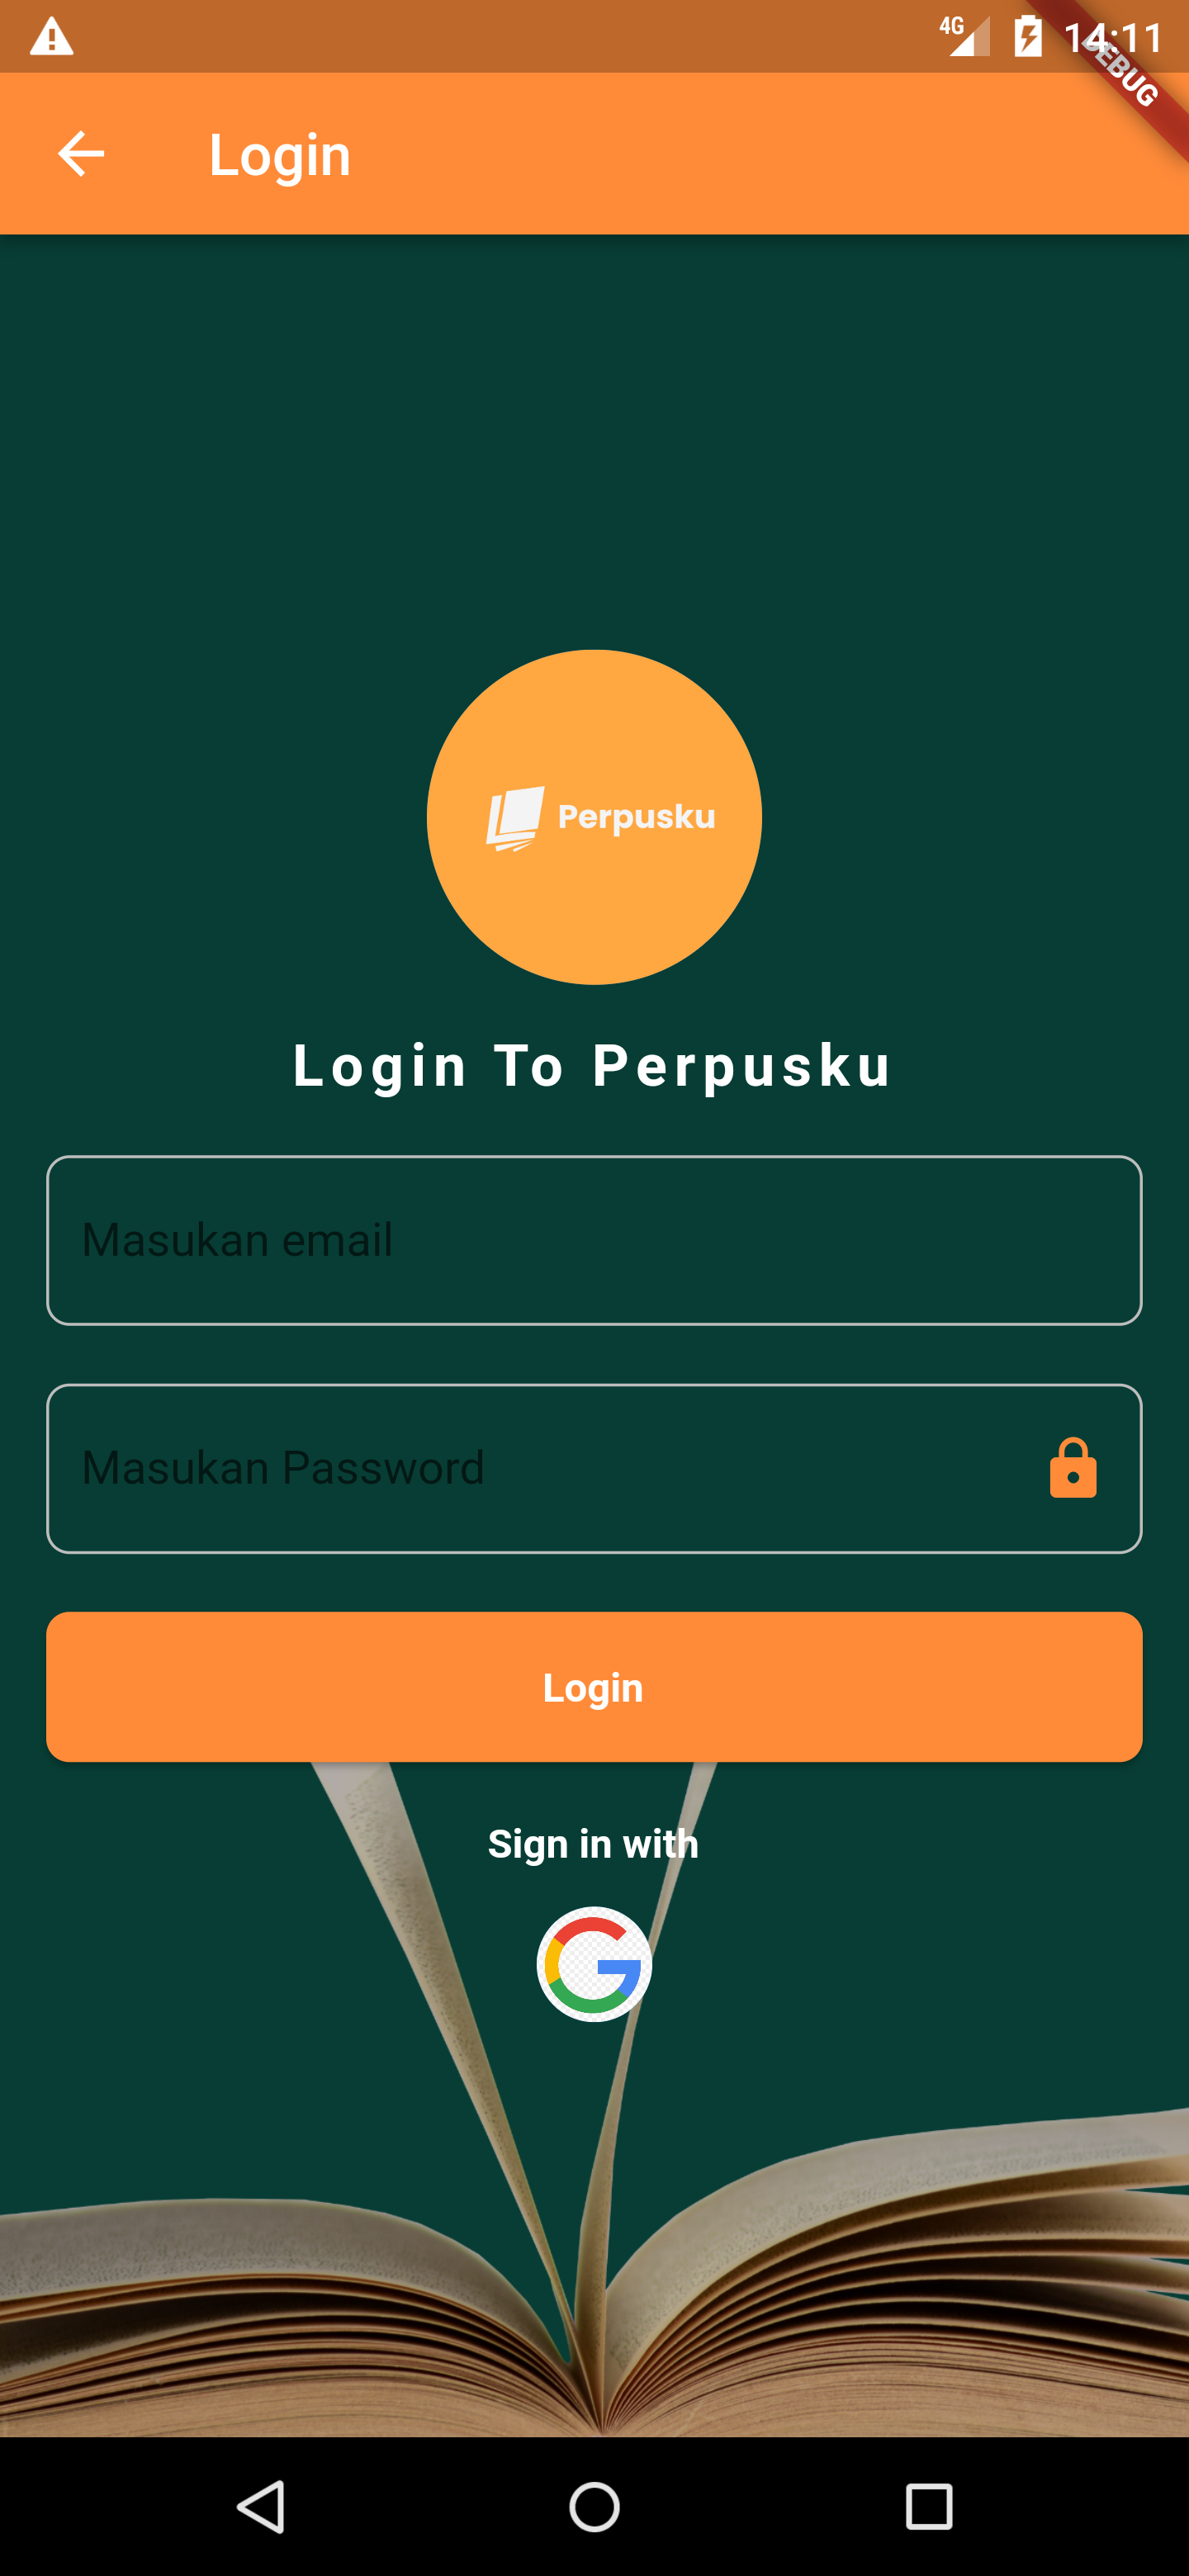 4G 14:11
DEBUG
Login
Perpusku
Login To Perpusku
Masukan email
Masukan Password
Login
Sign in with